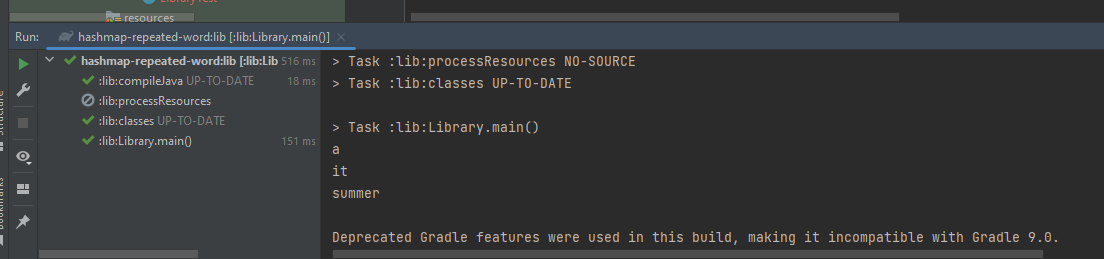 resources
Run: hashmap-repeated-word:lib [:lib:Library.main()] ×
hashmap-repeated-word:lib [:lib:Lib 516 ms
:lib:compileJava UP-TO-DATE 18 ms
:lib:processResources
:lib:classes UP-TO-DATE
:lib:Library.main() 151 ms
> Task :lib:processResources NO-SOURCE
> Task :lib:classes UP-TO-DATE
> Task :lib:Library.main()
a
it
summer
Deprecated Gradle features were used in this build, making it incompatible with Gradle 9.0.